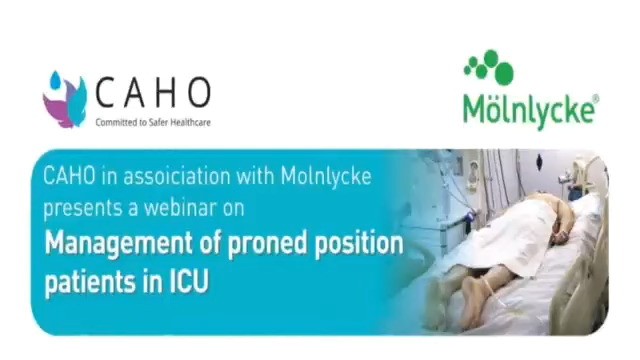 CAHO
Committed to Safer Healthcare
Mölnlycke®
CAHO in assoiciation with Molnlycke
presents a webinar on
Management of proned position
patients in ICU